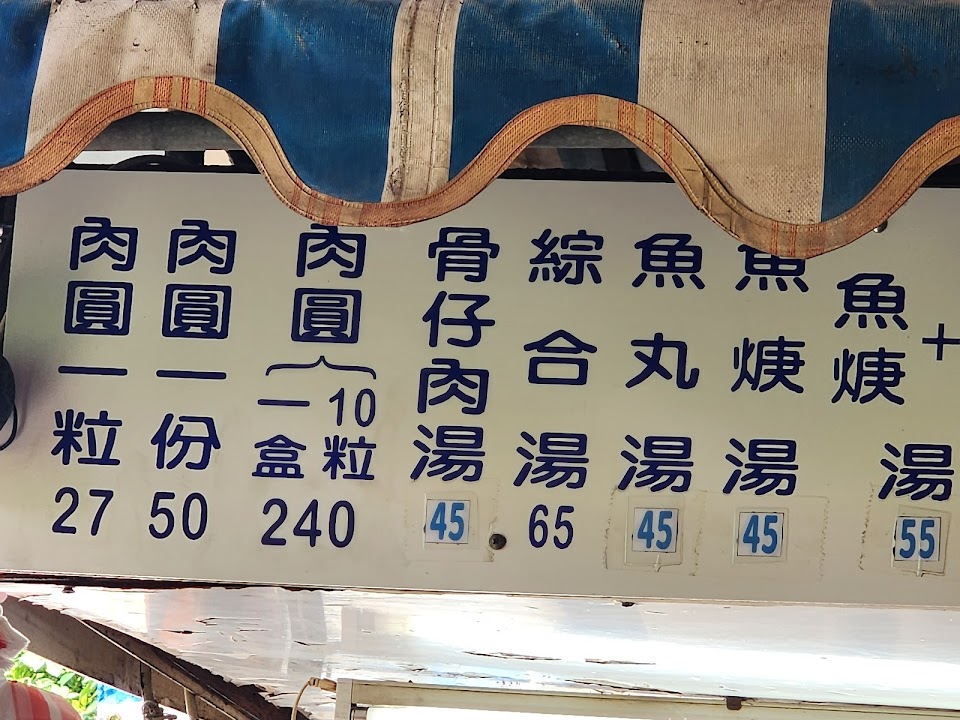 肉圓一粒 27
肉圓一份 50
肉圓一盒10粒 240
骨仔肉湯 45
綜合湯 65
魚丸湯 45
魚焿湯 45
魚焿+湯 55